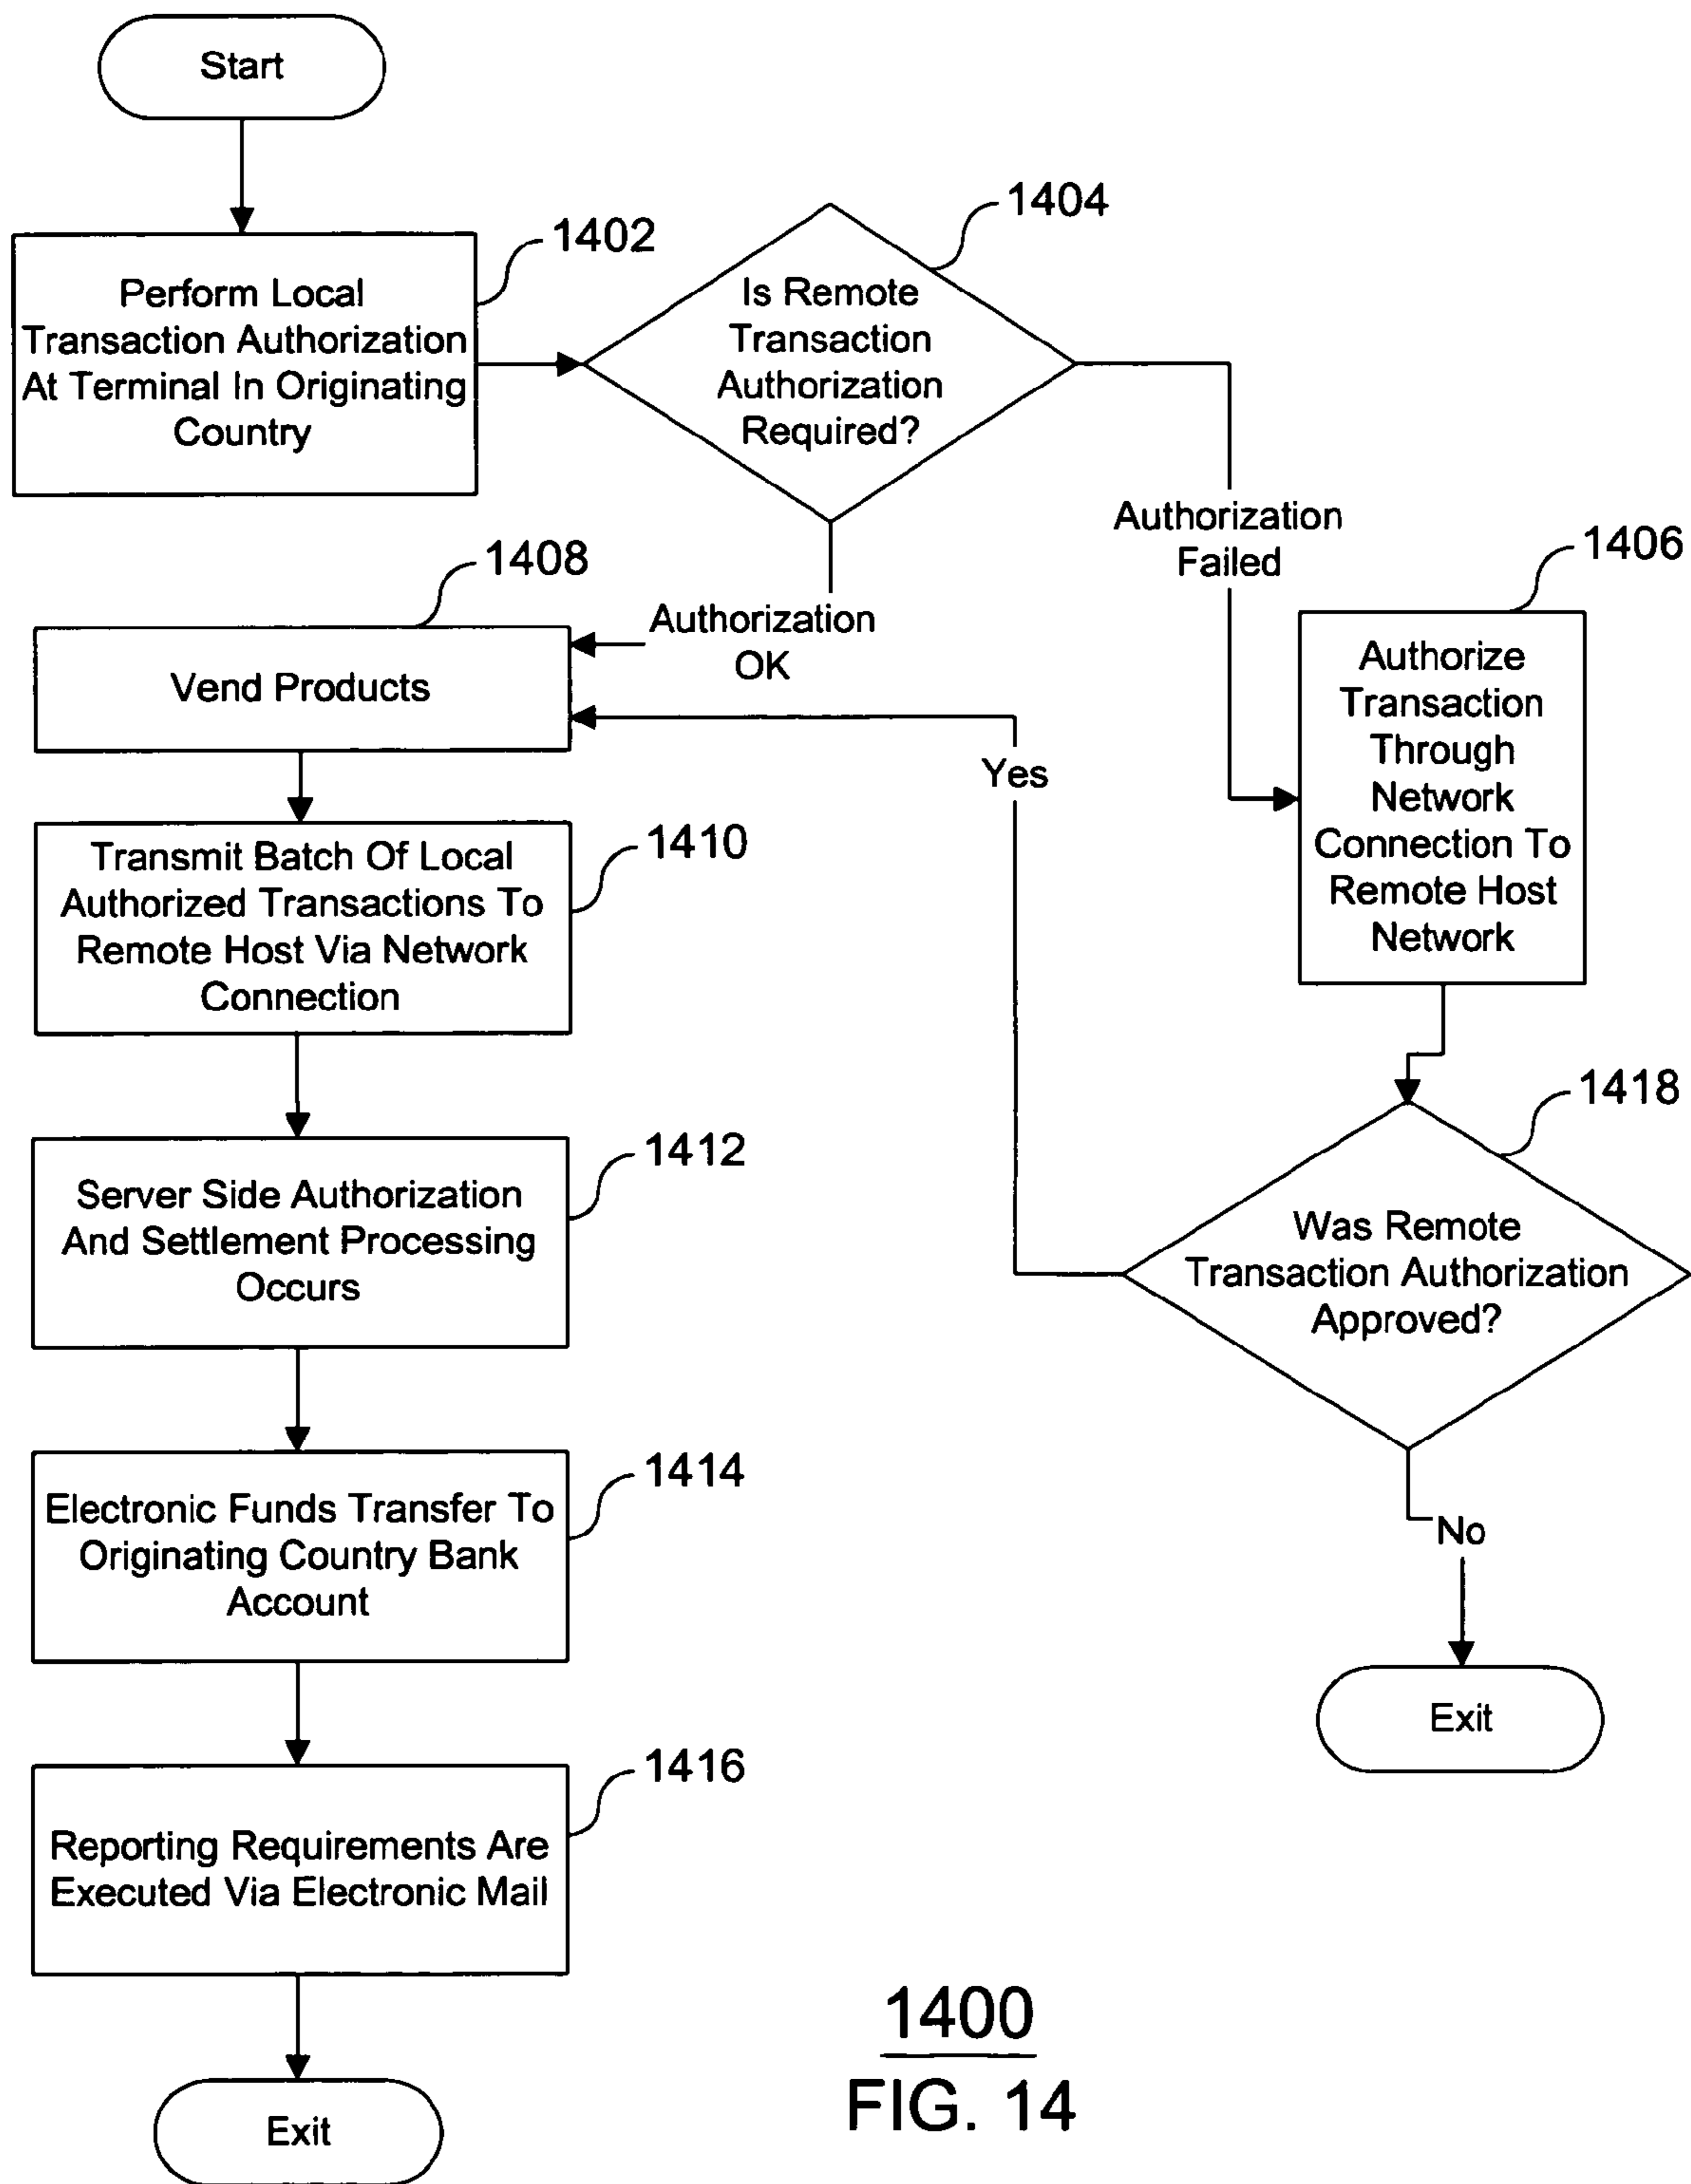 Start
1402
Perform Local
Transaction Authorization
At Terminal In Originating
Country
1404
Is Remote
Transaction
Authorization
Required?
Authorization
Failed
1406
Authorize
Transaction
Through
Network
Connection To
Remote Host
Network
Authorization
OK
1408
Vend Products
Yes
1410
Transmit Batch Of Local
Authorized Transactions To
Remote Host Via Network
Connection
1412
Server Side Authorization
And Settlement Processing
Occurs
1418
Was Remote
Transaction Authorization
Approved?
No
Exit
1414
Electronic Funds Transfer To
Originating Country Bank
Account
1416
Reporting Requirements Are
Executed Via Electronic Mail
Exit
1400
FIG. 14